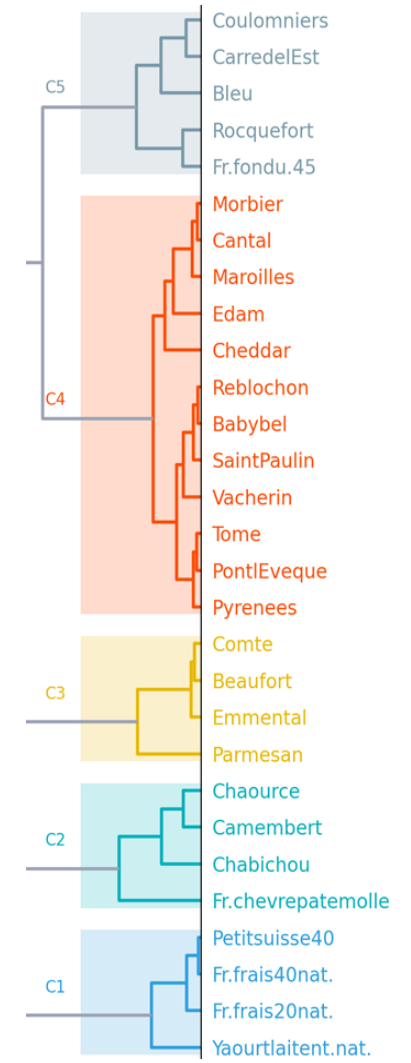 Coulomniers
CarredelEst
C5
Bleu
Rocquefort
Fr.fondu.45
Morbier
Cantal
Maroilles
Edam
Cheddar
Reblochon
C4
Babybel
SaintPaulin
Vacherin
Tome
PontlEveque
Pyrenees
Comte
Beaufort
C3
Emmental
Parmesan
Chaource
Camembert
C2
Chabichou
Fr.chevrepatemolle
Petitsuisse40
Fr.frais40nat.
C1
Fr.frais20nat.
Yaourtlaitent.nat.